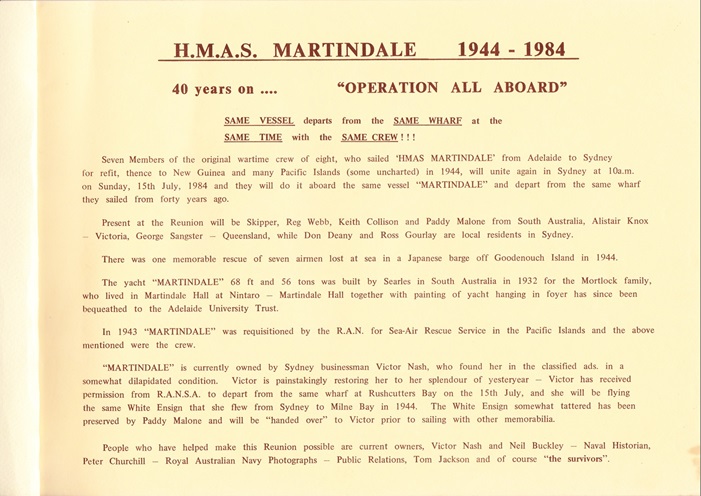 H.M.A.S. MARTINDALE 1944 - 1984
40 years on .... "OPERATION ALL ABOARD"
SAME VESSEL departs from the SAME WHARF at the
SAME TIME with the SAME CREW!!!
Seven Members of the original wartime crew of eight, who sailed 'HMAS MARTINDALE' from Adelaide to Sydney
for refit, thence to New Guinea and many Pacific Islands (some uncharted) in 1944, will unite again in Sydney at 10a.m.
on Sunday, 15th July, 1984 and they will do it aboard the same vessel "MARTINDALE" and depart from the same wharf
they sailed from forty years ago.
Present at the Reunion will be Skipper, Reg Webb, Keith Collison and Paddy Malone from South Australia, Alistair Knox
– Victoria, George Sangster – Queensland, while Don Deany and Ross Gourlay are local residents in Sydney.
There was one memorable rescue of seven airmen lost at sea in a Japanese barge off Goodenouch Island in 1944.
The yacht "MARTINDALE" 68 ft and 56 tons was built by Searles in South Australia in 1932 for the Mortlock family,
who lived in Martindale Hall at Nintaro – Martindale Hall together with painting of yacht hanging in foyer has since been
bequeathed to the Adelaide University Trust.
In 1943 "MARTINDALE" was requisitioned by the R.A.N. for Sea-Air Rescue Service in the Pacific Islands and the above
mentioned were the crew.
"MARTINDALE" is currently owned by Sydney businessman Victor Nash, who found her in the classified ads. in a
somewhat dilapidated condition. Victor is painstakingly restoring her to her splendour of yesteryear – Victor has received
permission from R.A.N.S.A. to depart from the same wharf at Rushcutters Bay on the 15th July, and she will be flying
the same White Ensign that she flew from Sydney to Milne Bay in 1944. The White Ensign somewhat tattered has been
preserved by Paddy Malone and will be "handed over" to Victor prior to sailing with other memorabilia.
People who have helped make this Reunion possible are current owners, Victor Nash and Neil Buckley – Naval Historian,
Peter Churchill – Royal Australian Navy Photographs – Public Relations, Tom Jackson and of course "the survivors".